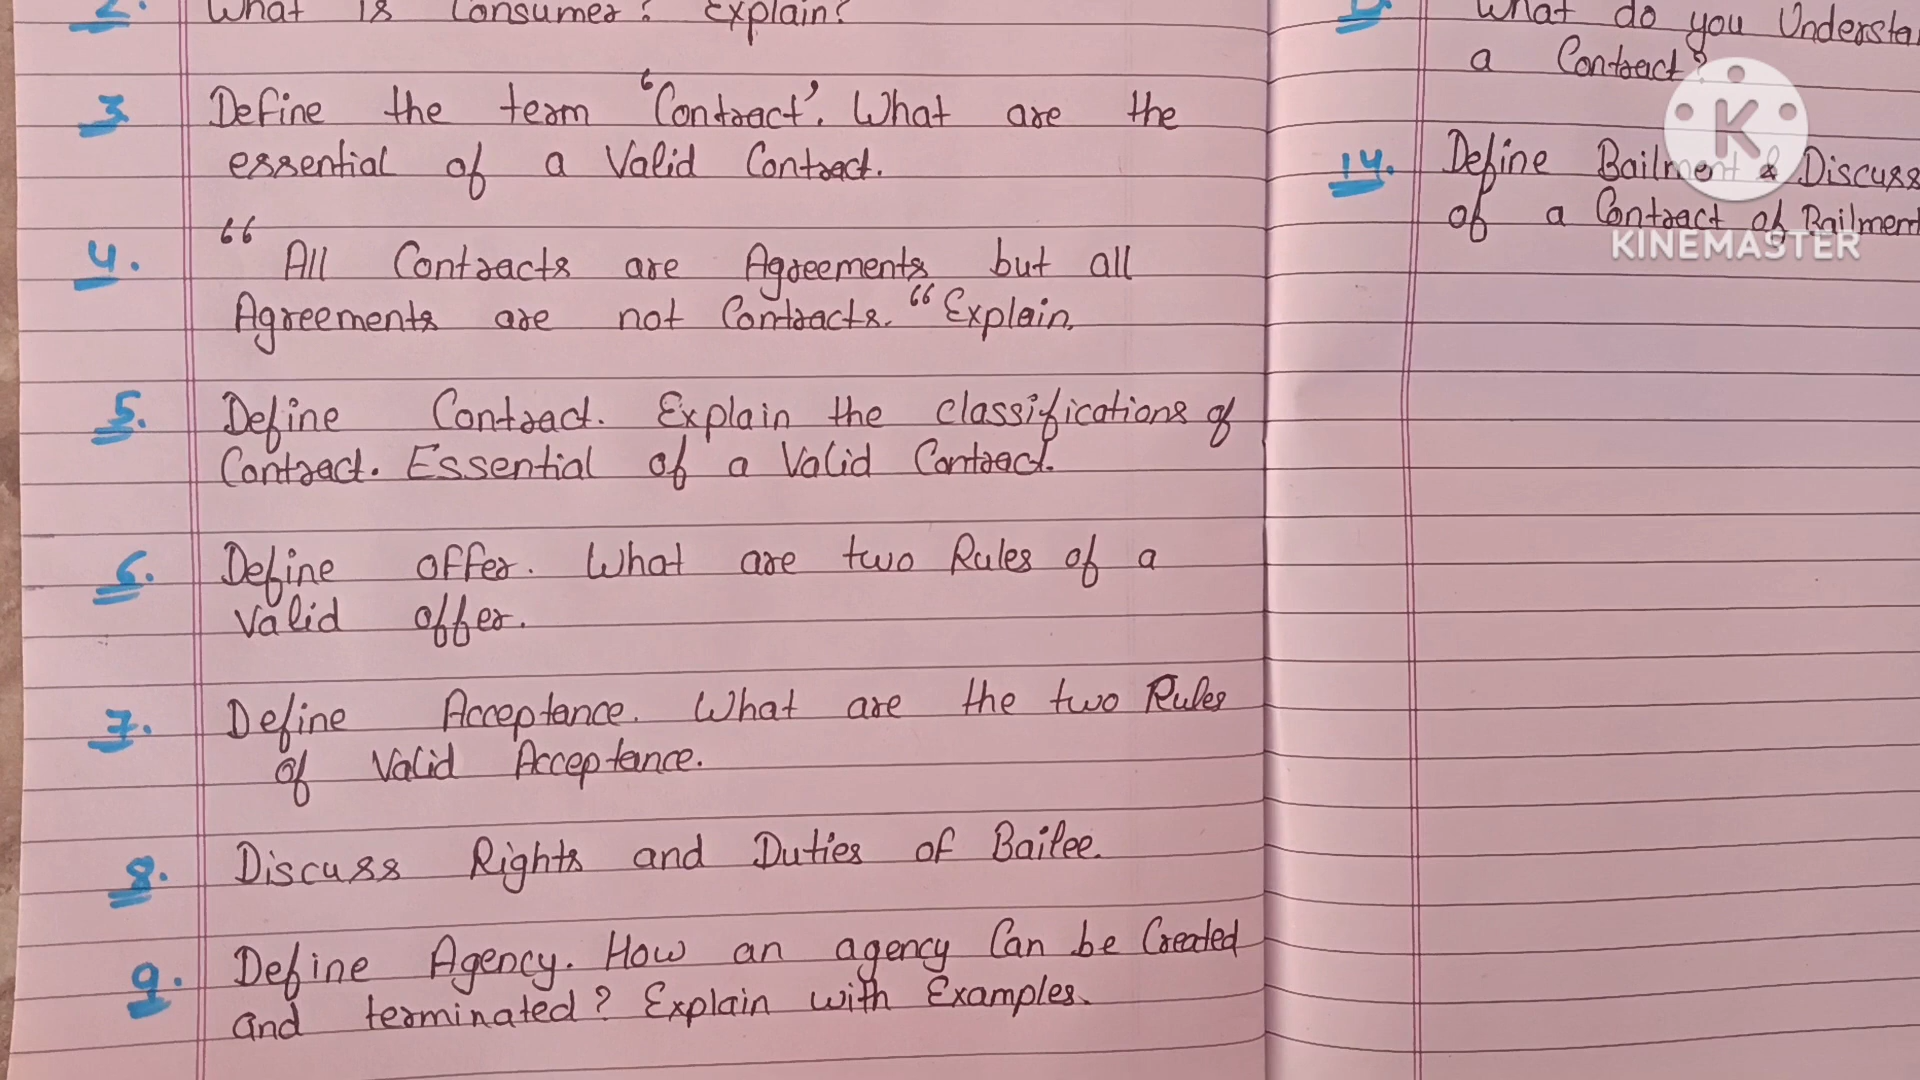 2. What is Consumer? Explain?
3. Define the term “Contract’. What are the
essential of a Valid Contract.
4. “ All Contracts are Agreements but all
Agreements are not Contracts. “ Explain.
5. Define Contract. Explain the classifications of
Contract. Essential of a Valid Contract.
6. Define offer. What are two Rules of a
Valid offer.
7. Define Acceptance. What are the two Rules
of Valid Acceptance.
8. Discuss Rights and Duties of Bailee.
9. Define Agency. How an agency Can be Created
and terminated? Explain with Examples.
What do you
a Contract?
14. Define Bailment & Discuss
of a Contract of Bailment
K
KINEMASTER